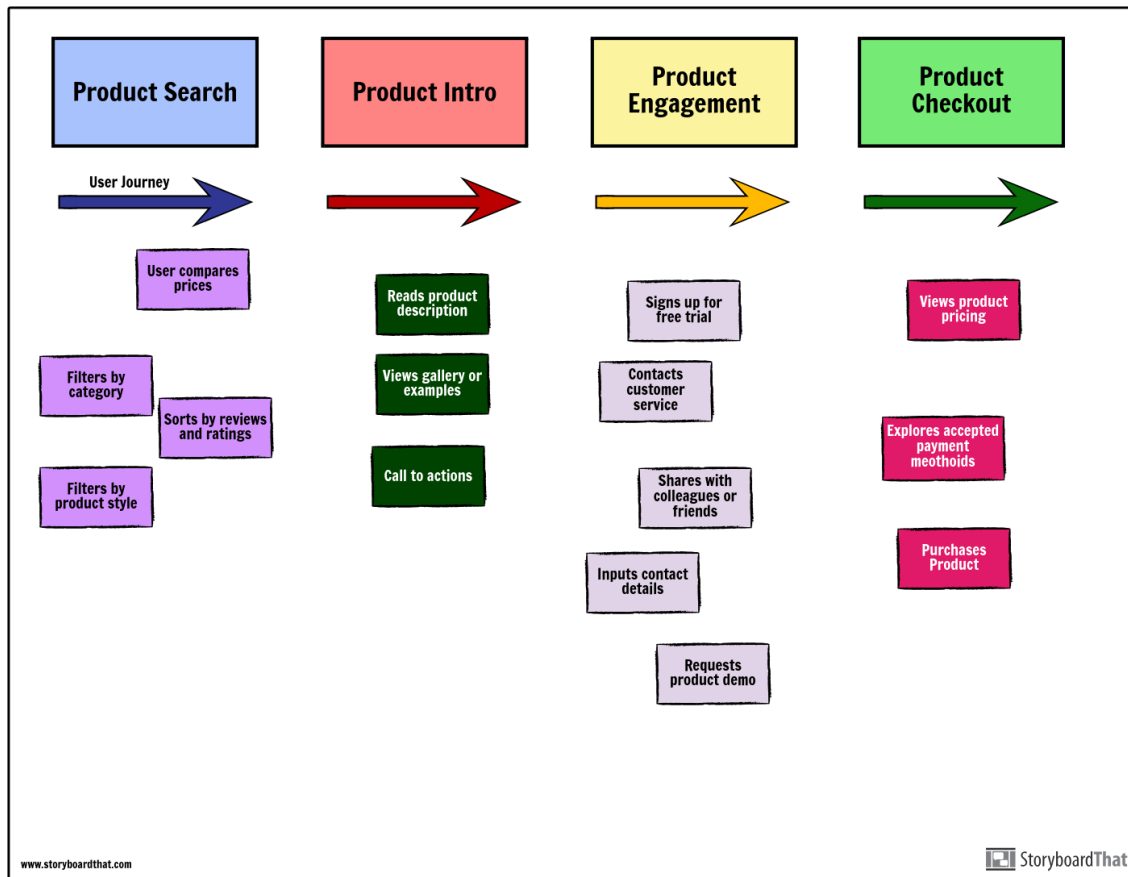 Product Search
Product Intro
Product
Engagement
Product
Checkout
User Journey
User compares
prices
Filters by
category
Sorts by reviews
and ratings
Filters by
product style
Reads product
description
Views gallery or
examples
Call to actions
Signs up for
free trial
Contacts
customer
service
Shares with
colleagues or
friends
Inputs contact
details
Requests
product demo
Views product
pricing
Explores accepted
payment
meothoids
Purchases
Product
www.storyboardthat.com
StoryboardThat